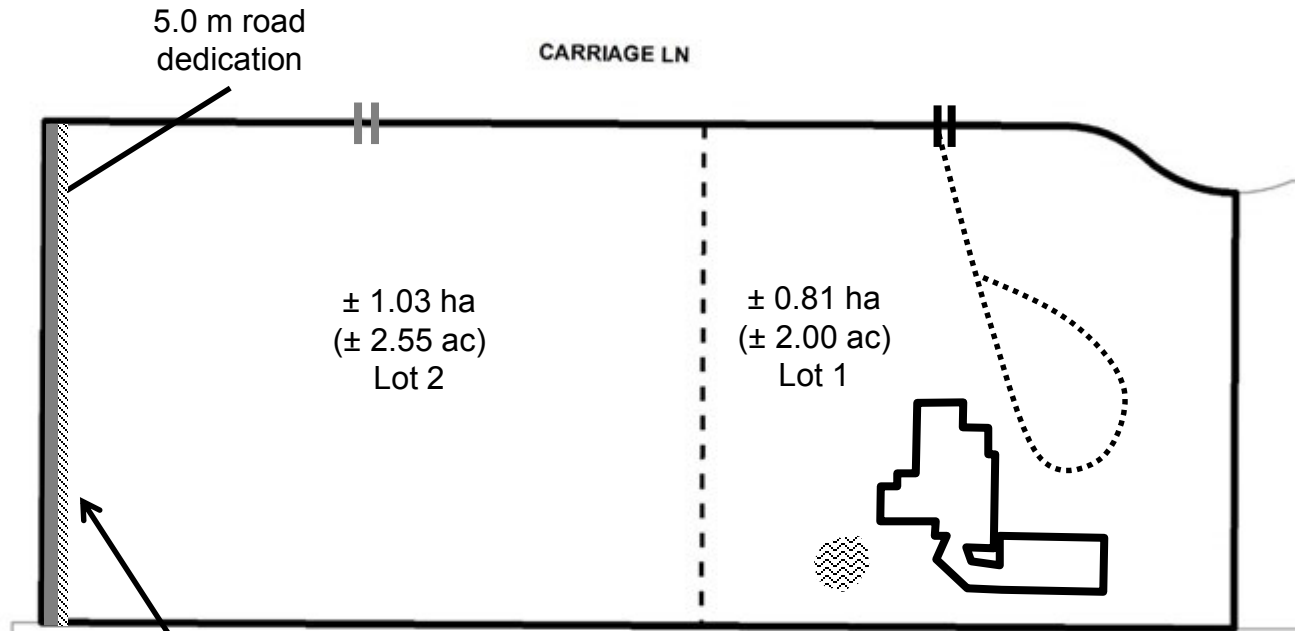 5.0 m road
dedication
CARRIAGE LN
± 1.03 ha
(± 2.55 ac)
Lot 2
± 0.81 ha
(± 2.00 ac)
Lot 1